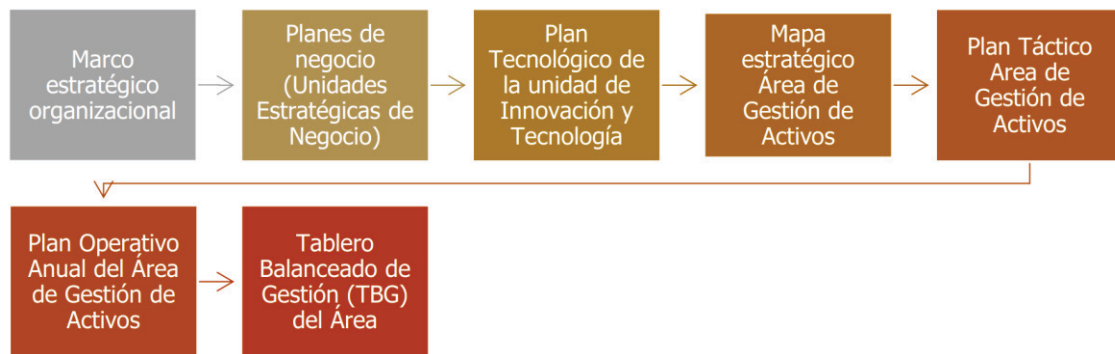 Marco
estratégico
organizacional
Planes de
negocio
(Unidades
Estratégicas de
Negocio)
Plan
Tecnológico de
la unidad de
Innovación y
Tecnología
Mapa
estratégico
Área de
Gestión de
Activos
Plan Táctico
Area de
Gestión de
Activos
Plan Operativo
Anual del Área
de Gestión de
Activos
Tablero
Balanceado de
Gestión (TBG)
del Área